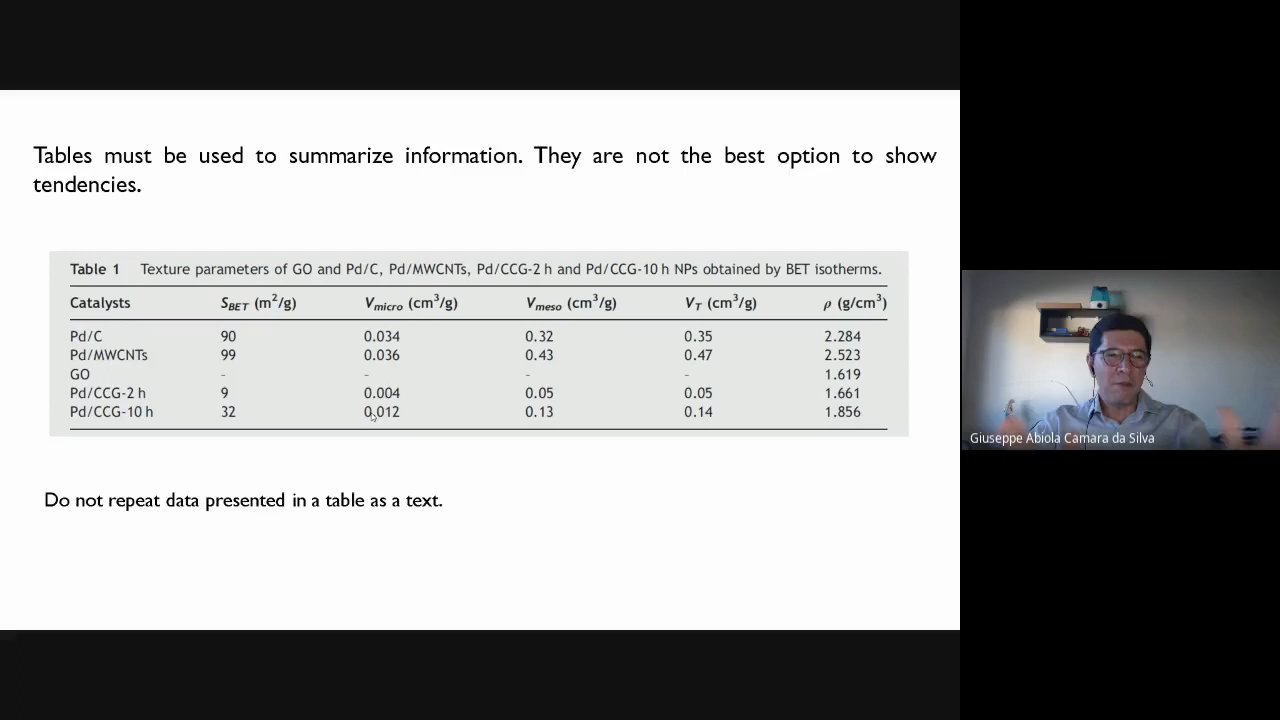 Tables must be used to summarize information. They are not the best option to show
tendencies.
Table 1 Texture parameters of GO and Pd/C, Pd/MWCNTs, Pd/CCG-2 h and Pd/CCG-10 h NPs obtained by BET isotherms.
Catalysts S_BET (m²/g) V_micro (cm³/g) V_meso (cm³/g) V_T (cm³/g) ρ (g/cm³)
Pd/C 90 0.034 0.32 0.35 2.284
Pd/MWCNTs 99 0.036 0.43 0.47 2.523
GO - - - - 1.619
Pd/CCG-2 h 9 0.004 0.05 0.05 1.661
Pd/CCG-10 h 32 0.012 0.13 0.14 1.856
Do not repeat data presented in a table as a text.
Giuseppe Abiola Camara da Silva